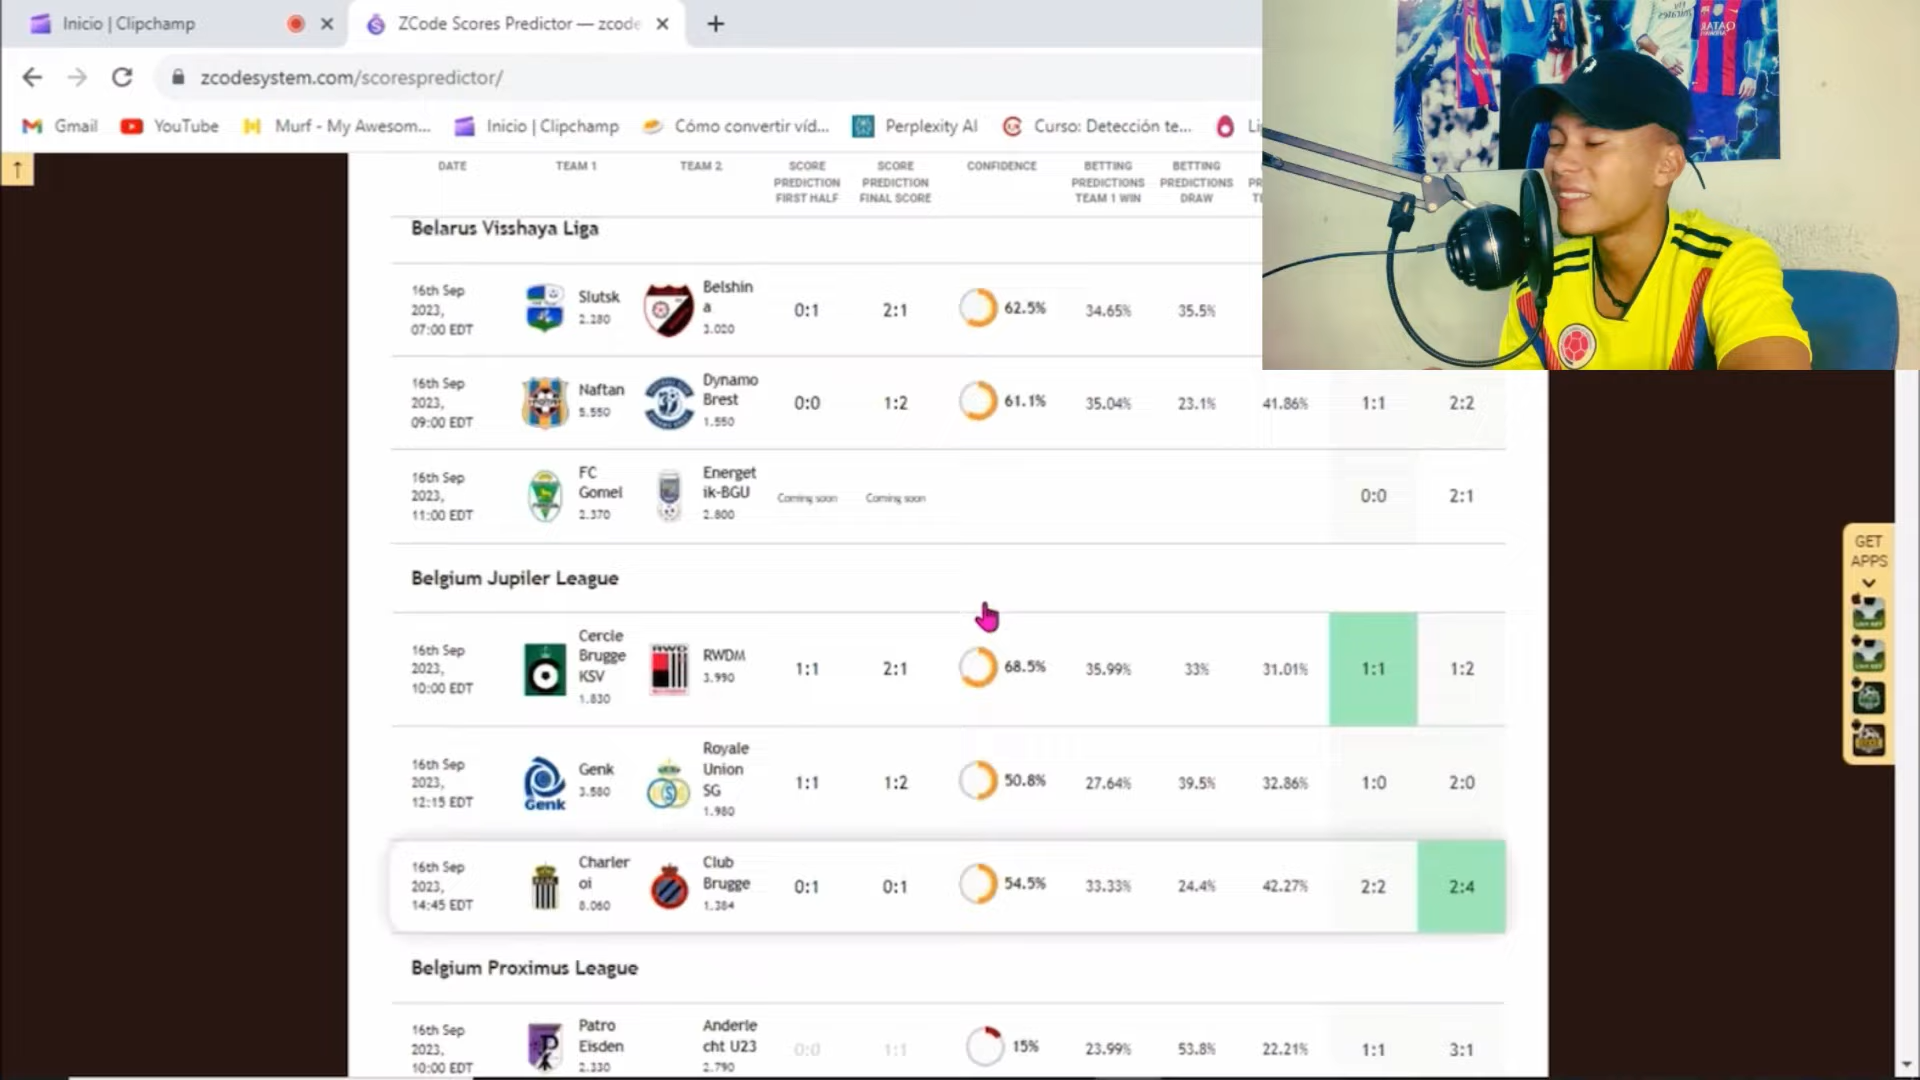 Inicio | Clipchamp
ZCode Scores Predictor — zcode
zcodesystem.com/scorespredictor/
Gmail
YouTube
Murf - My Awesom...
Inicio | Clipchamp
Cómo convertir víd...
Perplexity AI
Curso: Detección te...
QATAR
DATE
TEAM 1
TEAM 2
SCORE PREDICTION FIRST HALF
SCORE PREDICTION FINAL SCORE
CONFIDENCE
BETTING PREDICTIONS TEAM 1 WIN
BETTING PREDICTIONS DRAW
Belarus Visshaya Liga
16th Sep 2023, 07:00 EDT
Slutsk 2.280
Belshin a 3.020
0:1
2:1
62.5%
34.65%
35.5%
16th Sep 2023, 09:00 EDT
Naftan 5.550
Dynamo Brest 1.550
0:0
1:2
61.1%
35.04%
23.1%
41.86%
1:1
2:2
16th Sep 2023, 11:00 EDT
FC Gomel 2.370
Energet ik-BGU 2.800
Coming soon
Coming soon
0:0
2:1
Belgium Jupiler League
16th Sep 2023, 10:00 EDT
Cercle Brugge KSV 1.830
RWD
RWDM 3.990
1:1
2:1
68.5%
35.99%
33%
31.01%
1:1
1:2
16th Sep 2023, 12:15 EDT
Genk
Genk 3.580
Royale Union SG 1.980
1:1
1:2
50.8%
27.64%
39.5%
32.86%
1:0
2:0
16th Sep 2023, 14:45 EDT
Charler oi 8.060
Club Brugge 1.384
0:1
0:1
54.5%
33.33%
24.4%
42.27%
2:2
2:4
Belgium Proximus League
16th Sep 2023, 10:00 EDT
Patro Eisden 2.330
Anderle cht U23 2.790
0:0
1:1
15%
23.99%
53.8%
22.21%
1:1
3:1
GET APPS